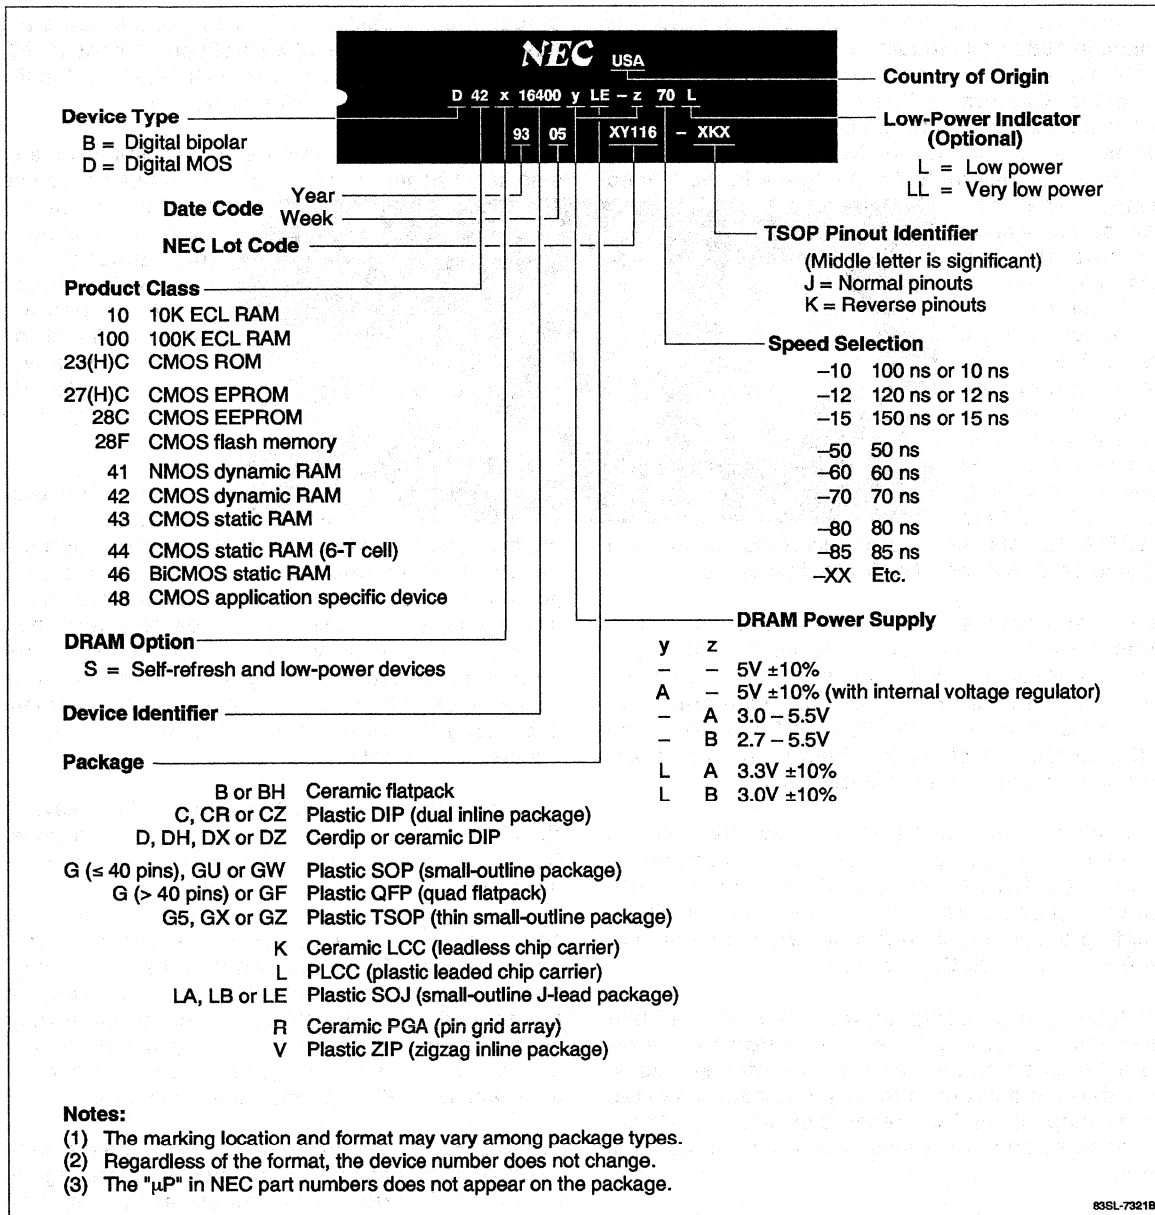 NEC USA
Country of Origin
D 42 x 16400 y LE – z 70 L
Device Type
B = Digital bipolar
D = Digital MOS
Low-Power Indicator
(Optional)
L = Low power
LL = Very low power
93 05 XY116 – XKX
Date Code Year
Week
NEC Lot Code
TSOP Pinout Identifier
(Middle letter is significant)
J = Normal pinouts
K = Reverse pinouts
Product Class
10 10K ECL RAM
100 100K ECL RAM
23(H)C CMOS ROM
27(H)C CMOS EPROM
28C CMOS EEPROM
28F CMOS flash memory
41 NMOS dynamic RAM
42 CMOS dynamic RAM
43 CMOS static RAM
44 CMOS static RAM (6-T cell)
46 BiCMOS static RAM
48 CMOS application specific device
Speed Selection
–10 100 ns or 10 ns
–12 120 ns or 12 ns
–15 150 ns or 15 ns
–50 50 ns
–60 60 ns
–70 70 ns
–80 80 ns
–85 85 ns
–XX Etc.
DRAM Option
S = Self-refresh and low-power devices
Device Identifier
DRAM Power Supply
y z
– – 5V ±10%
A – 5V ±10% (with internal voltage regulator)
– A 3.0 – 5.5V
– B 2.7 – 5.5V
L A 3.3V ±10%
L B 3.0V ±10%
Package
B or BH Ceramic flatpack
C, CR or CZ Plastic DIP (dual inline package)
D, DH, DX or DZ Cerdip or ceramic DIP
G (≤ 40 pins), GU or GW Plastic SOP (small-outline package)
G (> 40 pins) or GF Plastic QFP (quad flatpack)
G5, GX or GZ Plastic TSOP (thin small-outline package)
K Ceramic LCC (leadless chip carrier)
L PLCC (plastic leaded chip carrier)
LA, LB or LE Plastic SOJ (small-outline J-lead package)
R Ceramic PGA (pin grid array)
V Plastic ZIP (zigzag inline package)
Notes:
(1) The marking location and format may vary among package types.
(2) Regardless of the format, the device number does not change.
(3) The "µP" in NEC part numbers does not appear on the package.
83SL-7321B